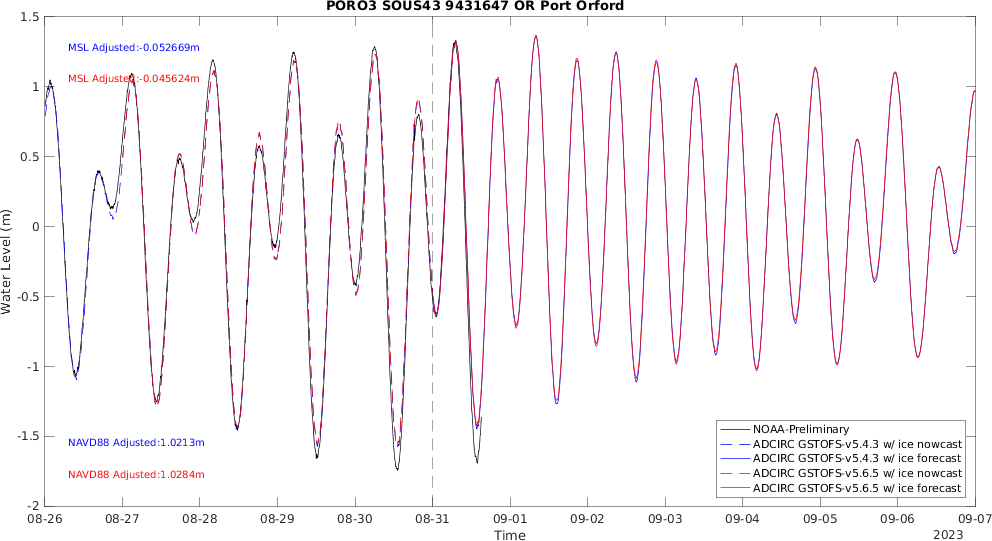 PORO3 SOUS43 9431647 OR Port Orford
MSL Adjusted:-0.052669
MSL Adjusted:-0.045624
NAVD88 Adjusted:1.0213
NAVD88 Adjusted:1.0284
Water Level (m)
1.5
1
0.5
0
-0.5
-1
-1.5
-2
NOAA-Preliminary
ADCIRC GSTOFS-v5.4.3 w/ ice nowcast
ADCIRC GSTOFS-v5.4.3 w/ ice forecast
ADCIRC GSTOFS-v5.6.5 w/ ice nowcast
ADCIRC GSTOFS-v5.6.5 w/ ice forecast
08-26 08-27 08-28 08-29 08-30 08-31 09-01 09-02 09-03 09-04 09-05 09-06 09-07
Time
2023